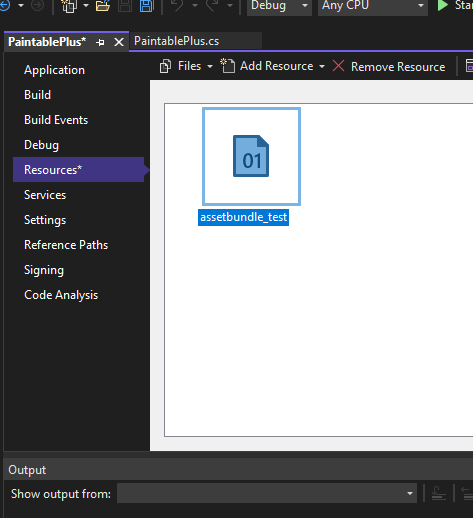 Debug Any CPU
PaintablePlus* PaintablePlus.cs
Application
Build
Build Events
Debug
Resources*
Services
Settings
Reference Paths
Signing
Code Analysis
Files Add Resource Remove Resource
01
assetbundle_test
Output
Show output from: